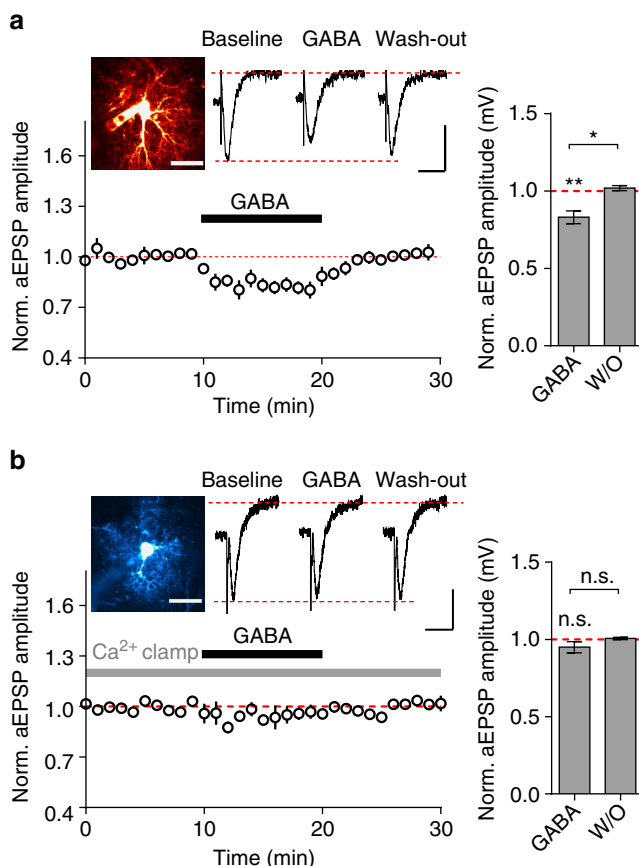 a
Baseline GABA Wash-out
Norm. aEPSP amplitude
1.6
1.3
1.0
0.7
0.4
GABA
0 10 20 30
Time (min)
Norm. aEPSP amplitude (mV)
1.5
1.0
0.5
0.0
*
**
GABA W/O
b
Baseline GABA Wash-out
Norm. aEPSP amplitude
1.6
1.3
1.0
0.7
0.4
GABA
Ca2+ clamp
0 10 20 30
Time (min)
Norm. aEPSP amplitude (mV)
1.5
1.0
0.5
0.0
n.s.
n.s.
GABA W/O